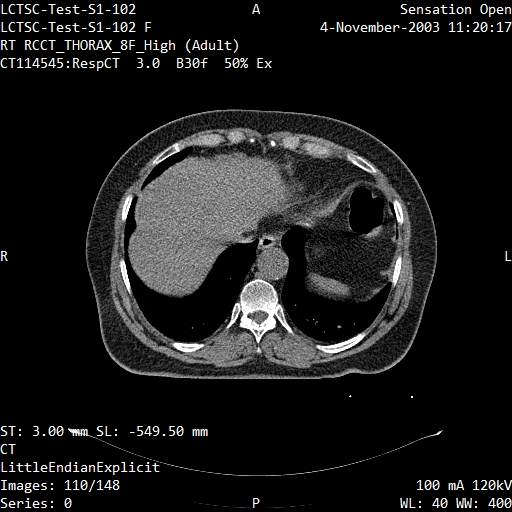 LCTSC-Test-S1-102 A Sensation Open
LCTSC-Test-S1-102 F 4-November-2003 11:20:17
RT RCCT_THORAX_8F_High (Adult)
CT114545:RespCT 3.0 B30f 50% Ex
R L
ST: 3.00 mm SL: -549.50 mm
CT
LittleEndianExplicit
Images: 110/148 100 mA 120kV
Series: 0 P WL: 40 WW: 400